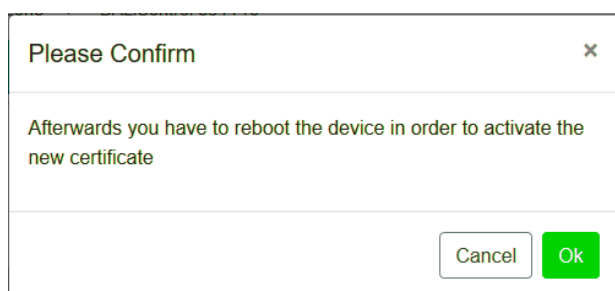 Please Confirm ×
Afterwards you have to reboot the device in order to activate the
new certificate
Cancel Ok